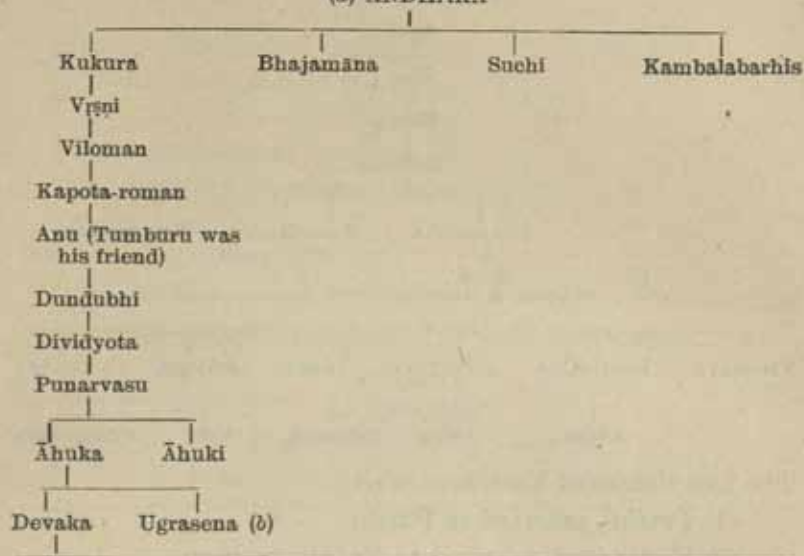 Kukura Bhajamāna Suchi Kambalabarhis
Vṛṣṇi
Viloman
Kapota-roman
Anu (Tumburu was
his friend)
Dundubhi
Dividyota
Punarvasu
Āhuka Āhuki
Devaka Ugrasena (b)